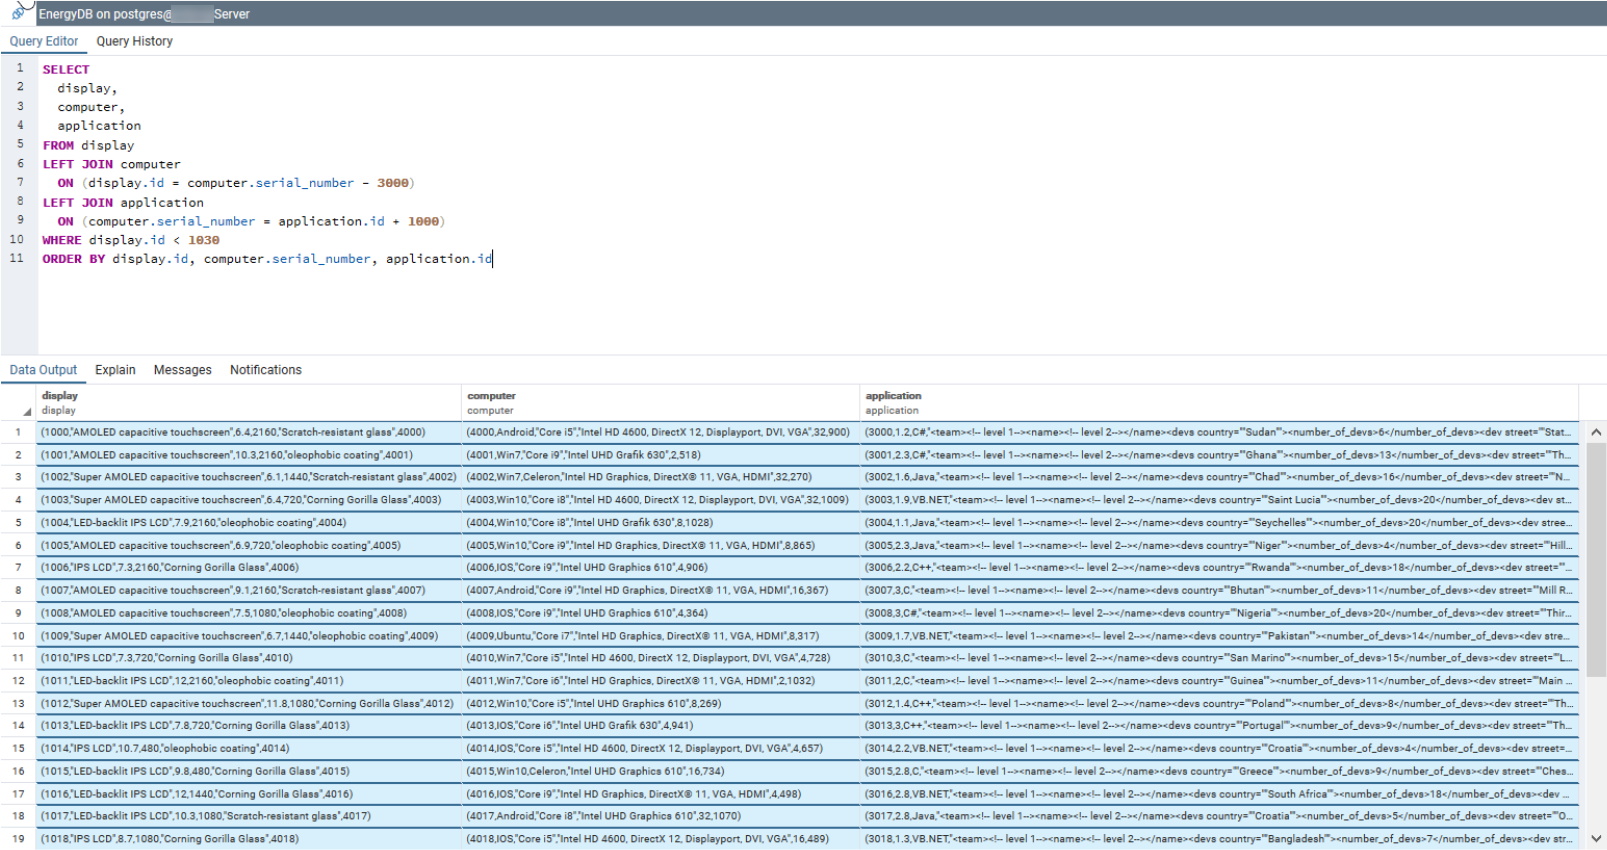 EnergyDB on postgres@ Server
Query Editor Query History
1 SELECT
2 display,
3 computer,
4 application
5 FROM display
6 LEFT JOIN computer
7 ON (display.id = computer.serial_number - 3000)
8 LEFT JOIN application
9 ON (computer.serial_number = application.id + 1000)
10 WHERE display.id < 1030
11 ORDER BY display.id, computer.serial_number, application.id
Data Output Explain Messages Notifications
display computer application
display computer application
1 (1000,"AMOLED capacitive touchscreen",6.4,2160,"Scratch-resistant glass",4000) (4000,Android,"Core i5","Intel HD 4600, DirectX 12, Displayport, DVI, VGA",32,900) (3000,1.2,C#,"<team><!-- level 1--><name><!-- level 2--></name><devs country=""Sudan""><number_of_devs>6</number_of_devs><dev street=""Stat...
2 (1001,"AMOLED capacitive touchscreen",10.3,2160,"oleophobic coating",4001) (4001,Win7,"Core i9","Intel UHD Grafik 630",2,518) (3001,2.3,C#,"<team><!-- level 1--><name><!-- level 2--></name><devs country=""Ghana""><number_of_devs>13</number_of_devs><dev street=""Th...
3 (1002,"Super AMOLED capacitive touchscreen",6.1,1440,"Scratch-resistant glass",4002) (4002,Win7,Celeron,"Intel HD Graphics, DirectX® 11, VGA, HDMI",32,270) (3002,1.6,Java,"<team><!-- level 1--><name><!-- level 2--></name><devs country=""Chad""><number_of_devs>16</number_of_devs><dev street=""N...
4 (1003,"Super AMOLED capacitive touchscreen",6.4,720,"Corning Gorilla Glass",4003) (4003,Win10,"Core i8","Intel HD 4600, DirectX 12, Displayport, DVI, VGA",32,1009) (3003,1.9,VB.NET,"<team><!-- level 1--><name><!-- level 2--></name><devs country=""Saint Lucia""><number_of_devs>20</number_of_devs><dev st...
5 (1004,"LED-backlit IPS LCD",7.9,2160,"oleophobic coating",4004) (4004,Win10,"Core i8","Intel UHD Grafik 630",8,1028) (3004,1.1,Java,"<team><!-- level 1--><name><!-- level 2--></name><devs country=""Seychelles""><number_of_devs>20</number_of_devs><dev stree...
6 (1005,"AMOLED capacitive touchscreen",6.9,720,"oleophobic coating",4005) (4005,Win10,"Core i9","Intel HD Graphics, DirectX® 11, VGA, HDMI",8,865) (3005,2.3,Java,"<team><!-- level 1--><name><!-- level 2--></name><devs country=""Niger""><number_of_devs>4</number_of_devs><dev street=""Hill...
7 (1006,"IPS LCD",7.3,2160,"Corning Gorilla Glass",4006) (4006,IOS,"Core i9","Intel UHD Graphics 610",4,906) (3006,2.2,C++,"<team><!-- level 1--><name><!-- level 2--></name><devs country=""Rwanda""><number_of_devs>18</number_of_devs><dev street=""...
8 (1007,"AMOLED capacitive touchscreen",9.1,2160,"Scratch-resistant glass",4007) (4007,Android,"Core i9","Intel HD Graphics, DirectX® 11, VGA, HDMI",16,367) (3007,3,C,"<team><!-- level 1--><name><!-- level 2--></name><devs country=""Bhutan""><number_of_devs>11</number_of_devs><dev street=""Mill R...
9 (1008,"AMOLED capacitive touchscreen",7.5,1080,"oleophobic coating",4008) (4008,IOS,"Core i9","Intel UHD Graphics 610",4,364) (3008,3,C#,"<team><!-- level 1--><name><!-- level 2--></name><devs country=""Nigeria""><number_of_devs>20</number_of_devs><dev street=""Thir...
10 (1009,"Super AMOLED capacitive touchscreen",6.7,1440,"oleophobic coating",4009) (4009,Ubuntu,"Core i7","Intel HD Graphics, DirectX® 11, VGA, HDMI",8,317) (3009,1.7,VB.NET,"<team><!-- level 1--><name><!-- level 2--></name><devs country=""Pakistan""><number_of_devs>14</number_of_devs><dev stre...
11 (1010,"IPS LCD",7.3,720,"Corning Gorilla Glass",4010) (4010,Win7,"Core i5","Intel HD 4600, DirectX 12, Displayport, DVI, VGA",4,728) (3010,3,C,"<team><!-- level 1--><name><!-- level 2--></name><devs country=""San Marino""><number_of_devs>15</number_of_devs><dev street=""L...
12 (1011,"LED-backlit IPS LCD",12,2160,"oleophobic coating",4011) (4011,Win7,"Core i6","Intel HD Graphics, DirectX® 11, VGA, HDMI",2,1032) (3011,2,C,"<team><!-- level 1--><name><!-- level 2--></name><devs country=""Guinea""><number_of_devs>11</number_of_devs><dev street=""Main ...
13 (1012,"Super AMOLED capacitive touchscreen",11.8,1080,"Corning Gorilla Glass",4012) (4012,Win10,"Core i5","Intel UHD Graphics 610",8,269) (3012,1.4,C++,"<team><!-- level 1--><name><!-- level 2--></name><devs country=""Poland""><number_of_devs>8</number_of_devs><dev street=""Th...
14 (1013,"LED-backlit IPS LCD",7.8,720,"Corning Gorilla Glass",4013) (4013,IOS,"Core i6","Intel UHD Grafik 630",4,941) (3013,3,C++,"<team><!-- level 1--><name><!-- level 2--></name><devs country=""Portugal""><number_of_devs>9</number_of_devs><dev street=""Th...
15 (1014,"IPS LCD",10.7,480,"oleophobic coating",4014) (4014,IOS,"Core i5","Intel HD 4600, DirectX 12, Displayport, DVI, VGA",4,657) (3014,2.2,VB.NET,"<team><!-- level 1--><name><!-- level 2--></name><devs country=""Croatia""><number_of_devs>4</number_of_devs><dev street=...
16 (1015,"LED-backlit IPS LCD",9.8,480,"Corning Gorilla Glass",4015) (4015,Win10,Celeron,"Intel UHD Graphics 610",16,734) (3015,2.8,C,"<team><!-- level 1--><name><!-- level 2--></name><devs country=""Greece""><number_of_devs>9</number_of_devs><dev street=""Ches...
17 (1016,"LED-backlit IPS LCD",12,1440,"Corning Gorilla Glass",4016) (4016,IOS,"Core i9","Intel HD Graphics, DirectX® 11, VGA, HDMI",4,498) (3016,2.8,VB.NET,"<team><!-- level 1--><name><!-- level 2--></name><devs country=""South Africa""><number_of_devs>18</number_of_devs><dev ...
18 (1017,"LED-backlit IPS LCD",10.3,1080,"Scratch-resistant glass",4017) (4017,Android,"Core i8","Intel UHD Graphics 610",32,1070) (3017,2.8,Java,"<team><!-- level 1--><name><!-- level 2--></name><devs country=""Croatia""><number_of_devs>5</number_of_devs><dev street=""O...
19 (1018,"IPS LCD",8.7,1080,"Corning Gorilla Glass",4018) (4018,IOS,"Core i5","Intel HD 4600, DirectX 12, Displayport, DVI, VGA",16,489) (3018,1.3,VB.NET,"<team><!-- level 1--><name><!-- level 2--></name><devs country=""Bangladesh""><number_of_devs>7</number_of_devs><dev str...